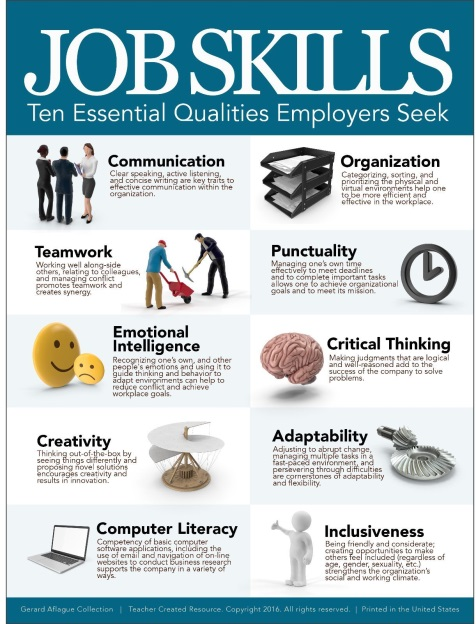 JOB SKILLS
Ten Essential Qualities Employers Seek
Communication
Clear speaking, active listening,
and concise writing are key traits to
effective communication within the
organization.
Organization
Categorizing, sorting, and
prioritizing the physical and
virtual environments help one
to be more efficient and
effective in the workplace.
Teamwork
Working well along-side
others, relating to colleagues,
and managing conflict
promotes teamwork and
creates synergy.
Punctuality
Managing one's own time
effectively to meet deadlines
and to complete important tasks
allows one to achieve organizational
goals and to meet its mission.
Emotional
Intelligence
Recognizing one's own, and other
people's emotions and using it to
guide thinking and behavior to
adapt environments can help to
reduce conflict and achieve
workplace goals.
Critical Thinking
Making judgments that are logical
and well-reasoned add to the
success of the company to solve
problems.
Creativity
Thinking out-of-the-box by
seeing things differently and
proposing novel solutions
encourages creativity and
results in innovation.
Adaptability
Adjusting to abrupt change,
managing multiple tasks in a
fast-paced environment, and
persevering through difficulties
are cornerstones of adaptability
and flexibility.
Computer Literacy
Competency of basic computer
software applications, including the
use of email and navigation of on-line
websites to conduct business research
supports the company in a variety of
ways.
Inclusiveness
Being friendly and considerate;
creating opportunities to make
others feel included (regardless of
age, gender, sexuality, etc.)
strengthens the organization's
social and working climate.
Gerard Aflague Collection | Teacher Created Resource. Copyright 2016. All rights reserved. | Printed in the United States